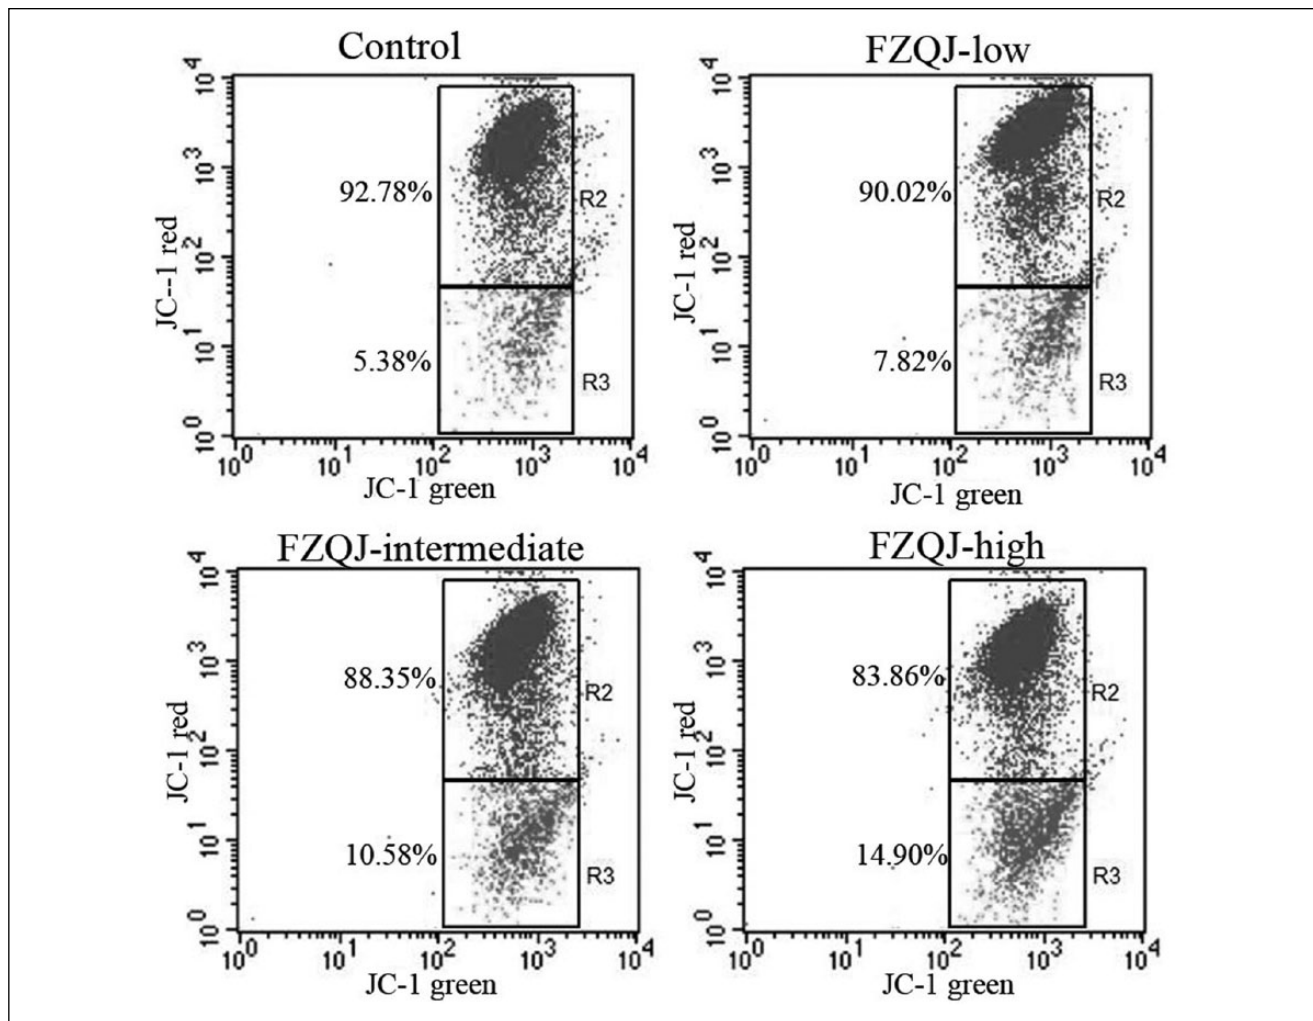 Control
10^4
10^3
10^2
10^1
10^0
JC--1 red
92.78%
R2
5.38%
R3
10^0 10^1 10^2 10^3 10^4
JC-1 green
FZQJ-low
10^4
10^3
10^2
10^1
10^0
JC-1 red
90.02%
R2
7.82%
R3
10^0 10^1 10^2 10^3 10^4
JC-1 green
FZQJ-intermediate
10^4
10^3
10^2
10^1
10^0
JC-1 red
88.35%
R2
10.58%
R3
10^0 10^1 10^2 10^3 10^4
JC-1 green
FZQJ-high
10^4
10^3
10^2
10^1
10^0
JC-1 red
83.86%
R2
14.90%
R3
10^0 10^1 10^2 10^3 10^4
JC-1 green